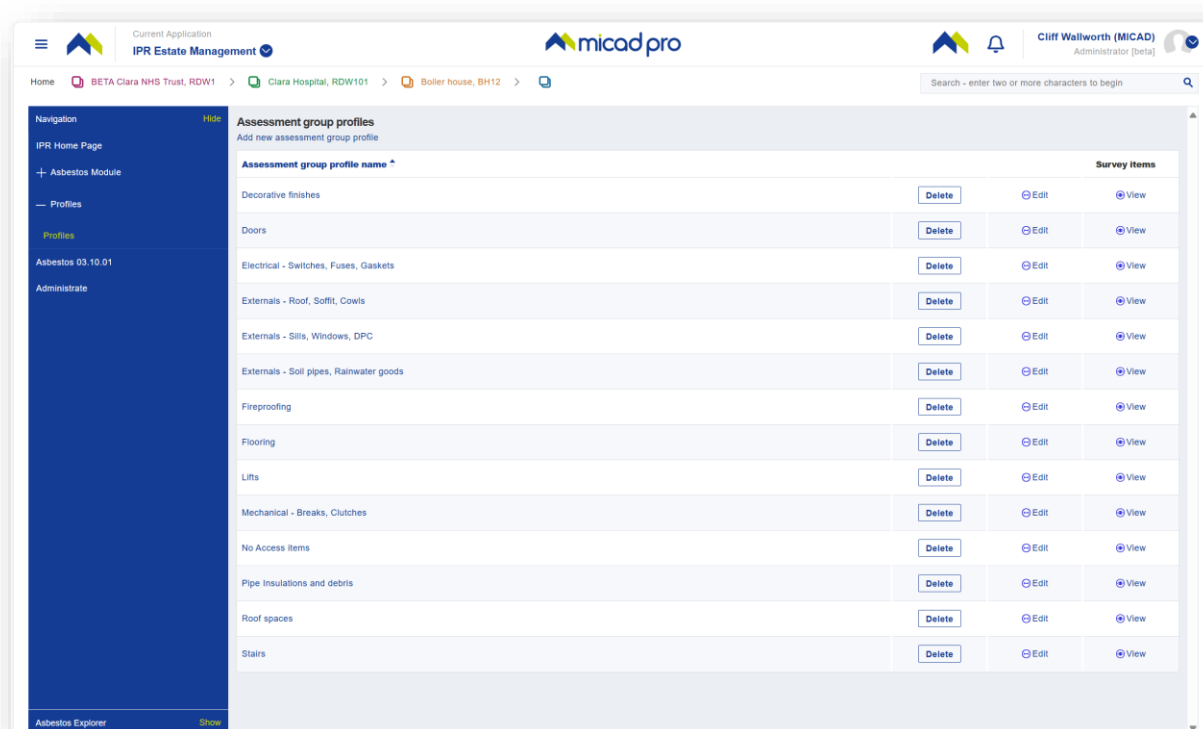 Current Application
IPR Estate Management
micad pro
Cliff Wallworth (MICAD)
Administrator [beta]
Home BETA Clara NHS Trust, RDW1 > Clara Hospital, RDW101 > Boiler house, BH12 >
Search - enter two or more characters to begin
Navigation Hide
IPR Home Page
Asbestos Module
Profiles
Profiles
Asbestos 03.10.01
Administrate
Asbestos Explorer Show
Assessment group profiles
Add new assessment group profile
Assessment group profile name Survey items
Decorative finishes Delete Edit View
Doors Delete Edit View
Electrical - Switches, Fuses, Gaskets Delete Edit View
Externals - Roof, Soffit, Cowls Delete Edit View
Externals - Sills, Windows, DPC Delete Edit View
Externals - Soil pipes, Rainwater goods Delete Edit View
Fireproofing Delete Edit View
Flooring Delete Edit View
Lifts Delete Edit View
Mechanical - Breaks, Clutches Delete Edit View
No Access items Delete Edit View
Pipe Insulations and debris Delete Edit View
Roof spaces Delete Edit View
Stairs Delete Edit View